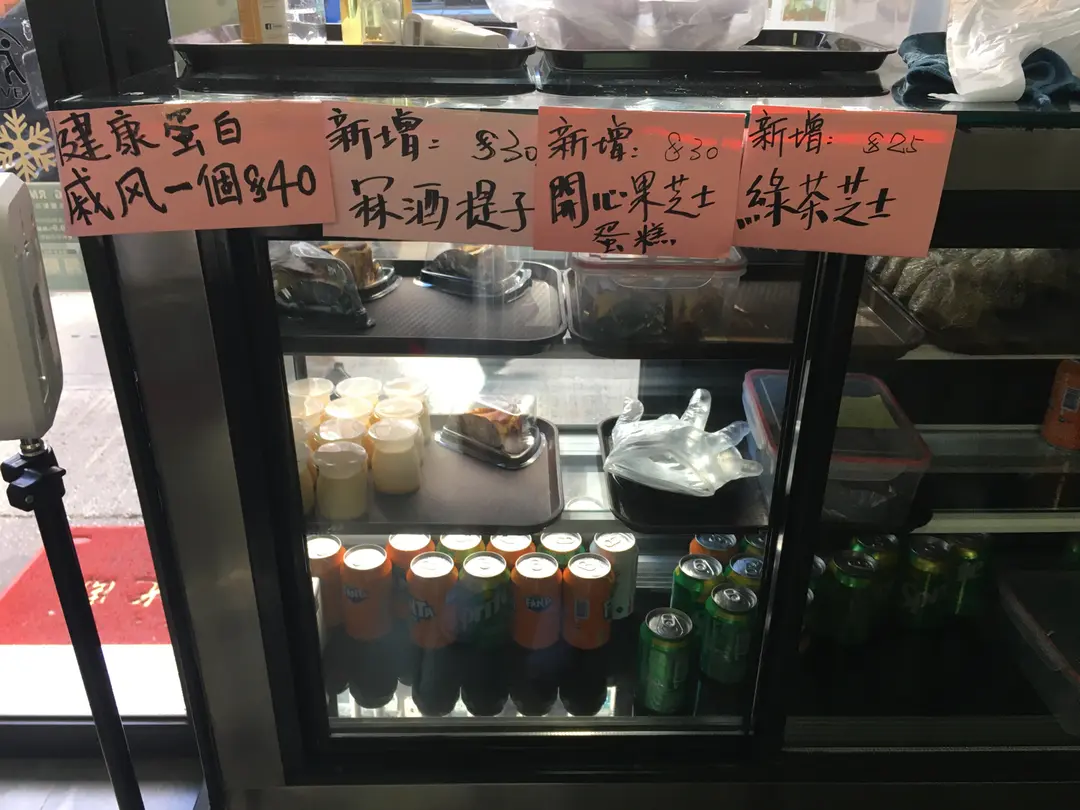 建康蛋白
戚风一個$40
新增: $30
冧酒提子
新增: $30
開心果芝士
蛋糕
新增: $25
綠茶芝士
FANTA